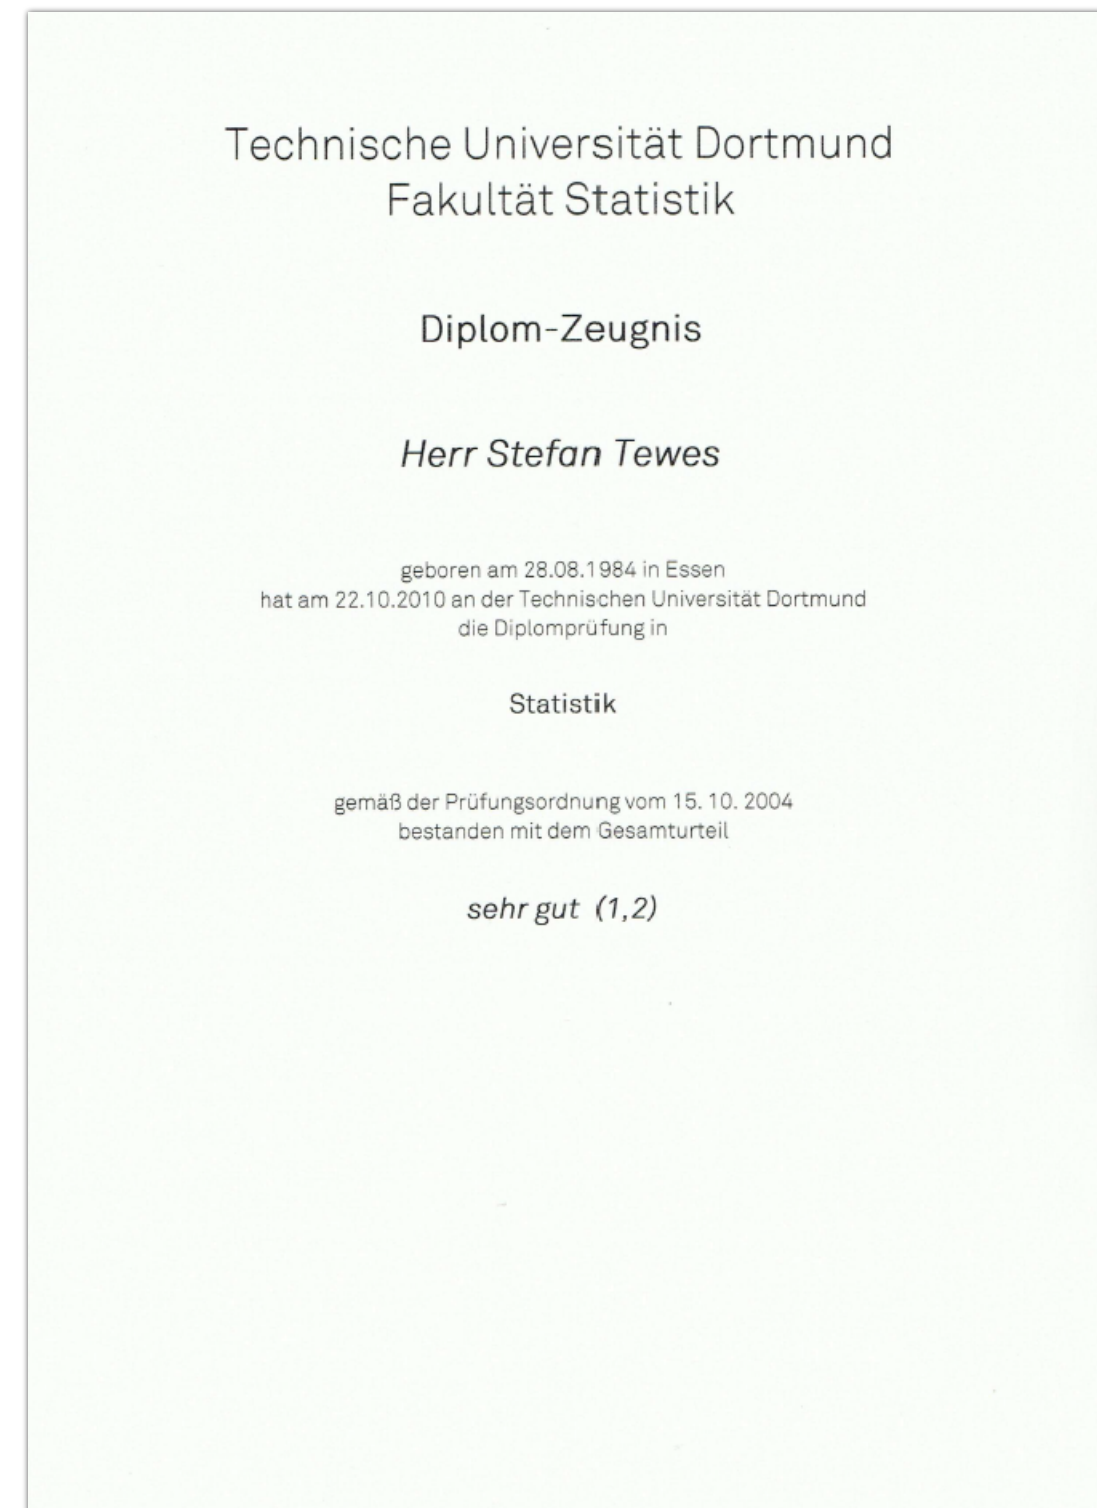 Technische Universität Dortmund
Fakultät Statistik
Diplom-Zeugnis
Herr Stefan Tewes
geboren am 28.08.1984 in Essen
hat am 22.10.2010 an der Technischen Universität Dortmund
die Diplomprüfung in
Statistik
gemäß der Prüfungsordnung vom 15. 10. 2004
bestanden mit dem Gesamturteil
sehr gut (1,2)